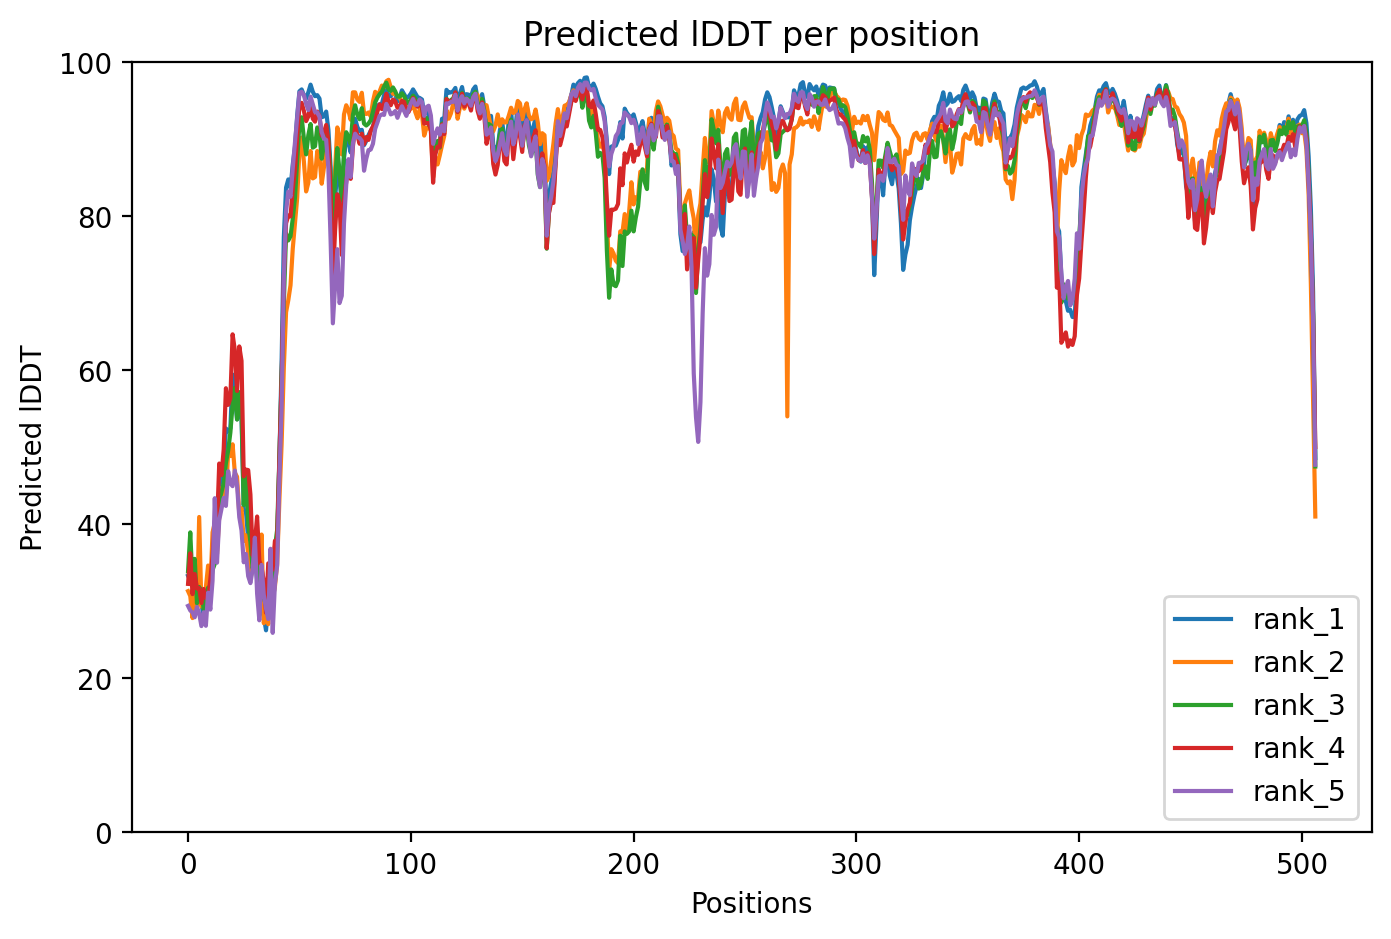 Predicted lDDT per position
Predicted lDDT
100
80
60
40
20
0
0 100 200 300 400 500
Positions
rank_1
rank_2
rank_3
rank_4
rank_5